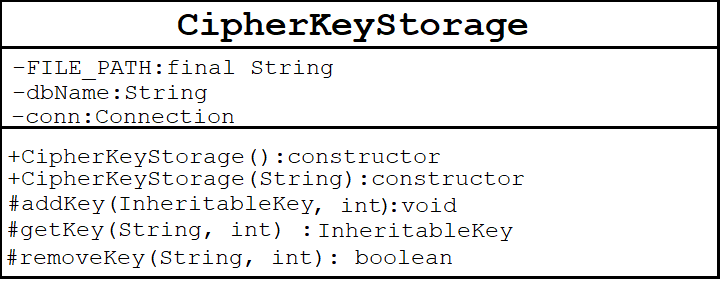 CipherKeyStorage
-FILE_PATH:final String
-dbName:String
-conn:Connection
+CipherKeyStorage():constructor
+CipherKeyStorage(String):constructor
#addKey(InheritableKey, int):void
#getKey(String, int) :InheritableKey
#removeKey(String, int): boolean